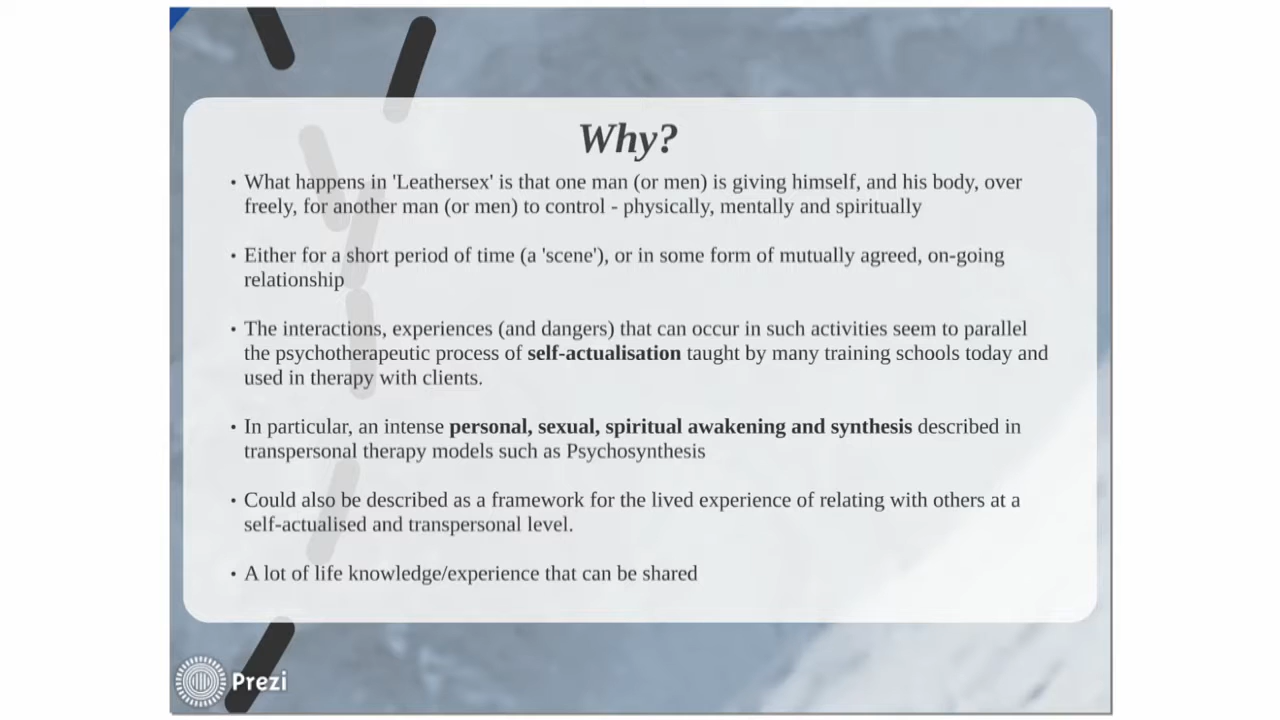 Why?
• What happens in 'Leathersex' is that one man (or men) is giving himself, and his body, over
freely, for another man (or men) to control - physically, mentally and spiritually
• Either for a short period of time (a 'scene'), or in some form of mutually agreed, on-going
relationship
• The interactions, experiences (and dangers) that can occur in such activities seem to parallel
the psychotherapeutic process of self-actualisation taught by many training schools today and
used in therapy with clients.
• In particular, an intense personal, sexual, spiritual awakening and synthesis described in
transpersonal therapy models such as Psychosynthesis
• Could also be described as a framework for the lived experience of relating with others at a
self-actualised and transpersonal level.
• A lot of life knowledge/experience that can be shared
Prezi